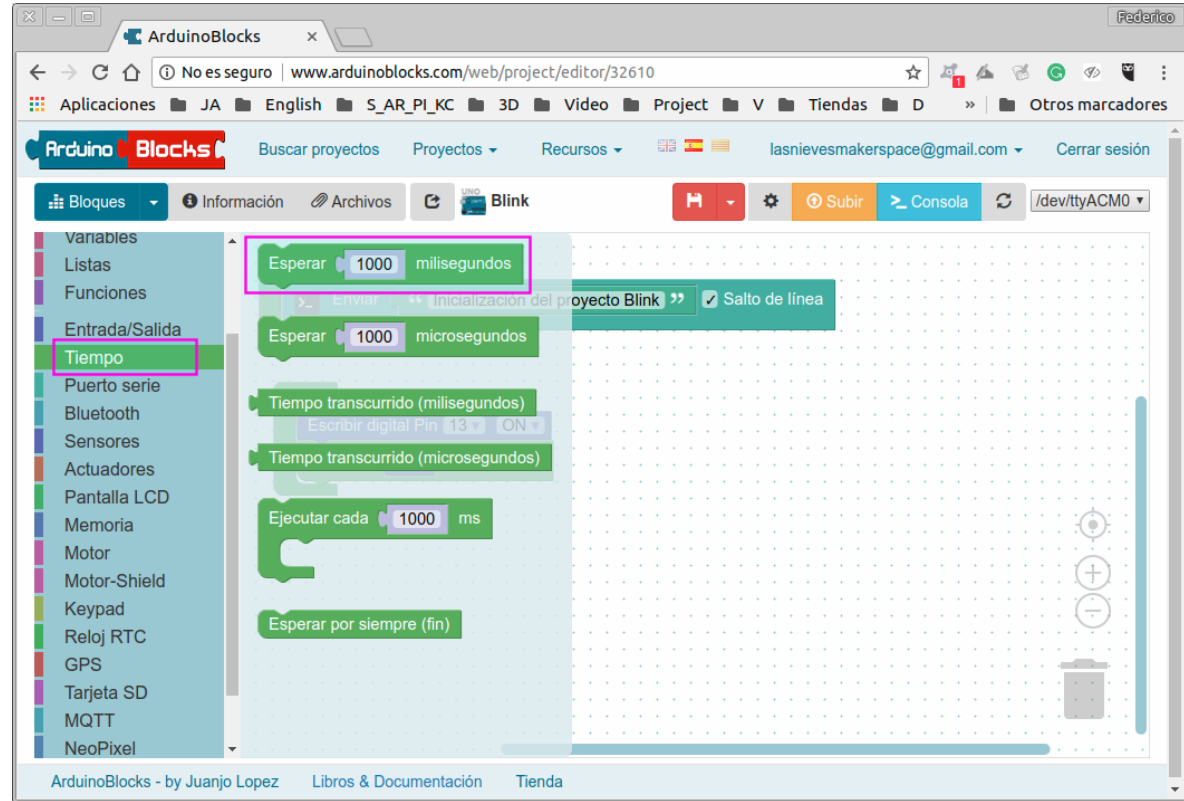 Federico
ArduinoBlocks
No es seguro | www.arduinoblocks.com/web/project/editor/32610
1
Aplicaciones JA English S_AR_PI_KC 3D Video Project V Tiendas D » Otros marcadores
Arduino Blocks Buscar proyectos Proyectos Recursos lasnievesmakerspace@gmail.com Cerrar sesión
Bloques Información Archivos UNO Blink Subir >_ Consola /dev/ttyACM0
Variables
Listas
Funciones
Entrada/Salida
Tiempo
Puerto serie
Bluetooth
Sensores
Actuadores
Pantalla LCD
Memoria
Motor
Motor-Shield
Keypad
Reloj RTC
GPS
Tarjeta SD
MQTT
NeoPixel
Esperar 1000 milisegundos
>_ Enviar “ Inicialización del proyecto Blink ” Salto de línea
Esperar 1000 microsegundos
Tiempo transcurrido (milisegundos)
Escribir digital Pin 13 ON
Tiempo transcurrido (microsegundos)
Ejecutar cada 1000 ms
Esperar por siempre (fin)
ArduinoBlocks - by Juanjo Lopez Libros & Documentación Tienda